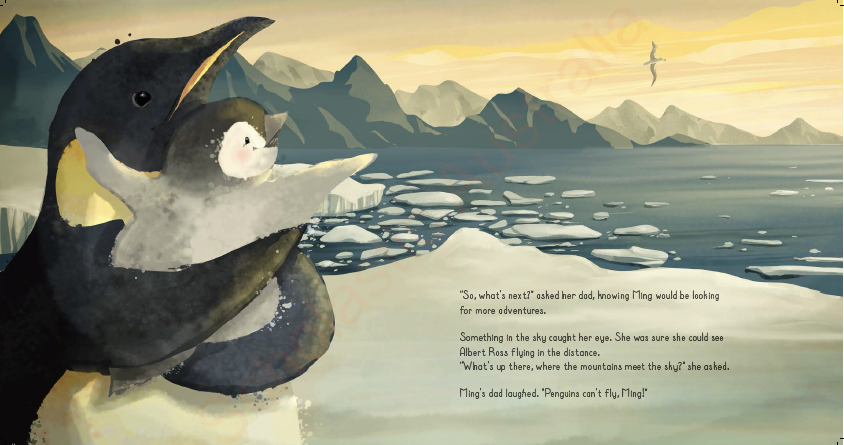 "So, what's next?" asked her dad, knowing Ming would be looking
for more adventures.
Something in the sky caught her eye. She was sure she could see
Albert Ross flying in the distance.
"What's up there, where the mountains meet the sky?" she asked.
Ming's dad laughed. "Penguins can't fly, Ming!"